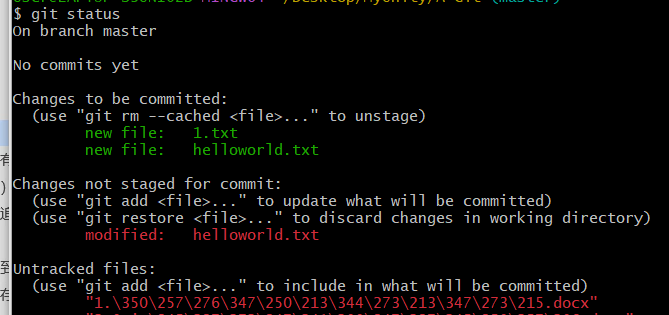 $ git status
On branch master
No commits yet
Changes to be committed:
(use "git rm --cached <file>..." to unstage)
new file: 1.txt
new file: helloworld.txt
有
Changes not staged for commit:
)
(use "git add <file>..." to update what will be committed)
追
(use "git restore <file>..." to discard changes in working directory)
modified: helloworld.txt
到
Untracked files:
(use "git add <file>..." to include in what will be committed)
有
"1.\350\257\276\347\250\213\344\273\213\347\273\215.docx"